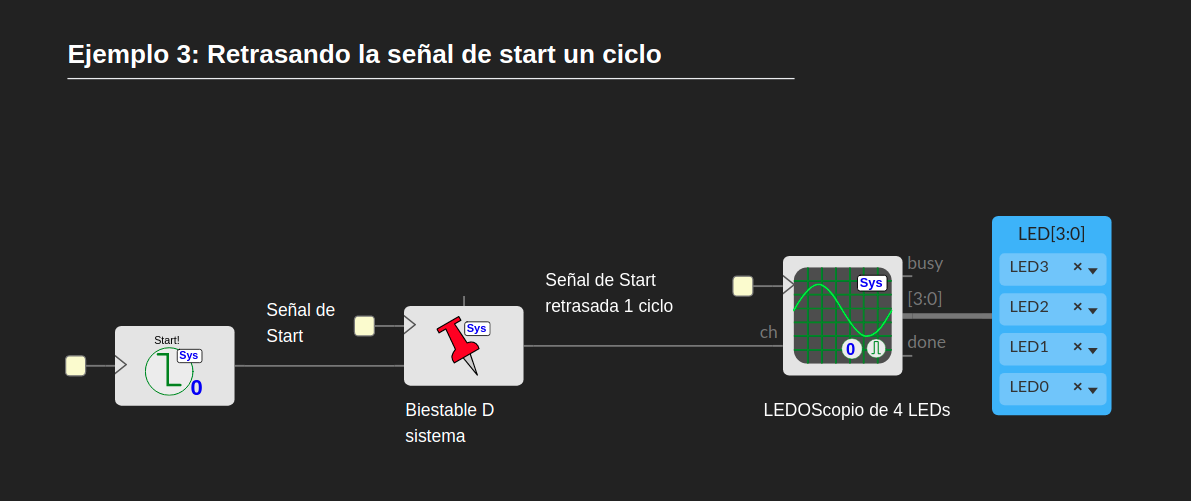 Ejemplo 3: Retrasando la señal de start un ciclo
LED[3:0]
busy
LED3 × 
Señal de Start
retrasada 1 ciclo
Sys
[3:0]
LED2 ×
Señal de
Start
Sys
ch
done
LED1 ×
0
Start!
Sys
0
LED0 ×
Biestable D
sistema
LEDOScopio de 4 LEDs